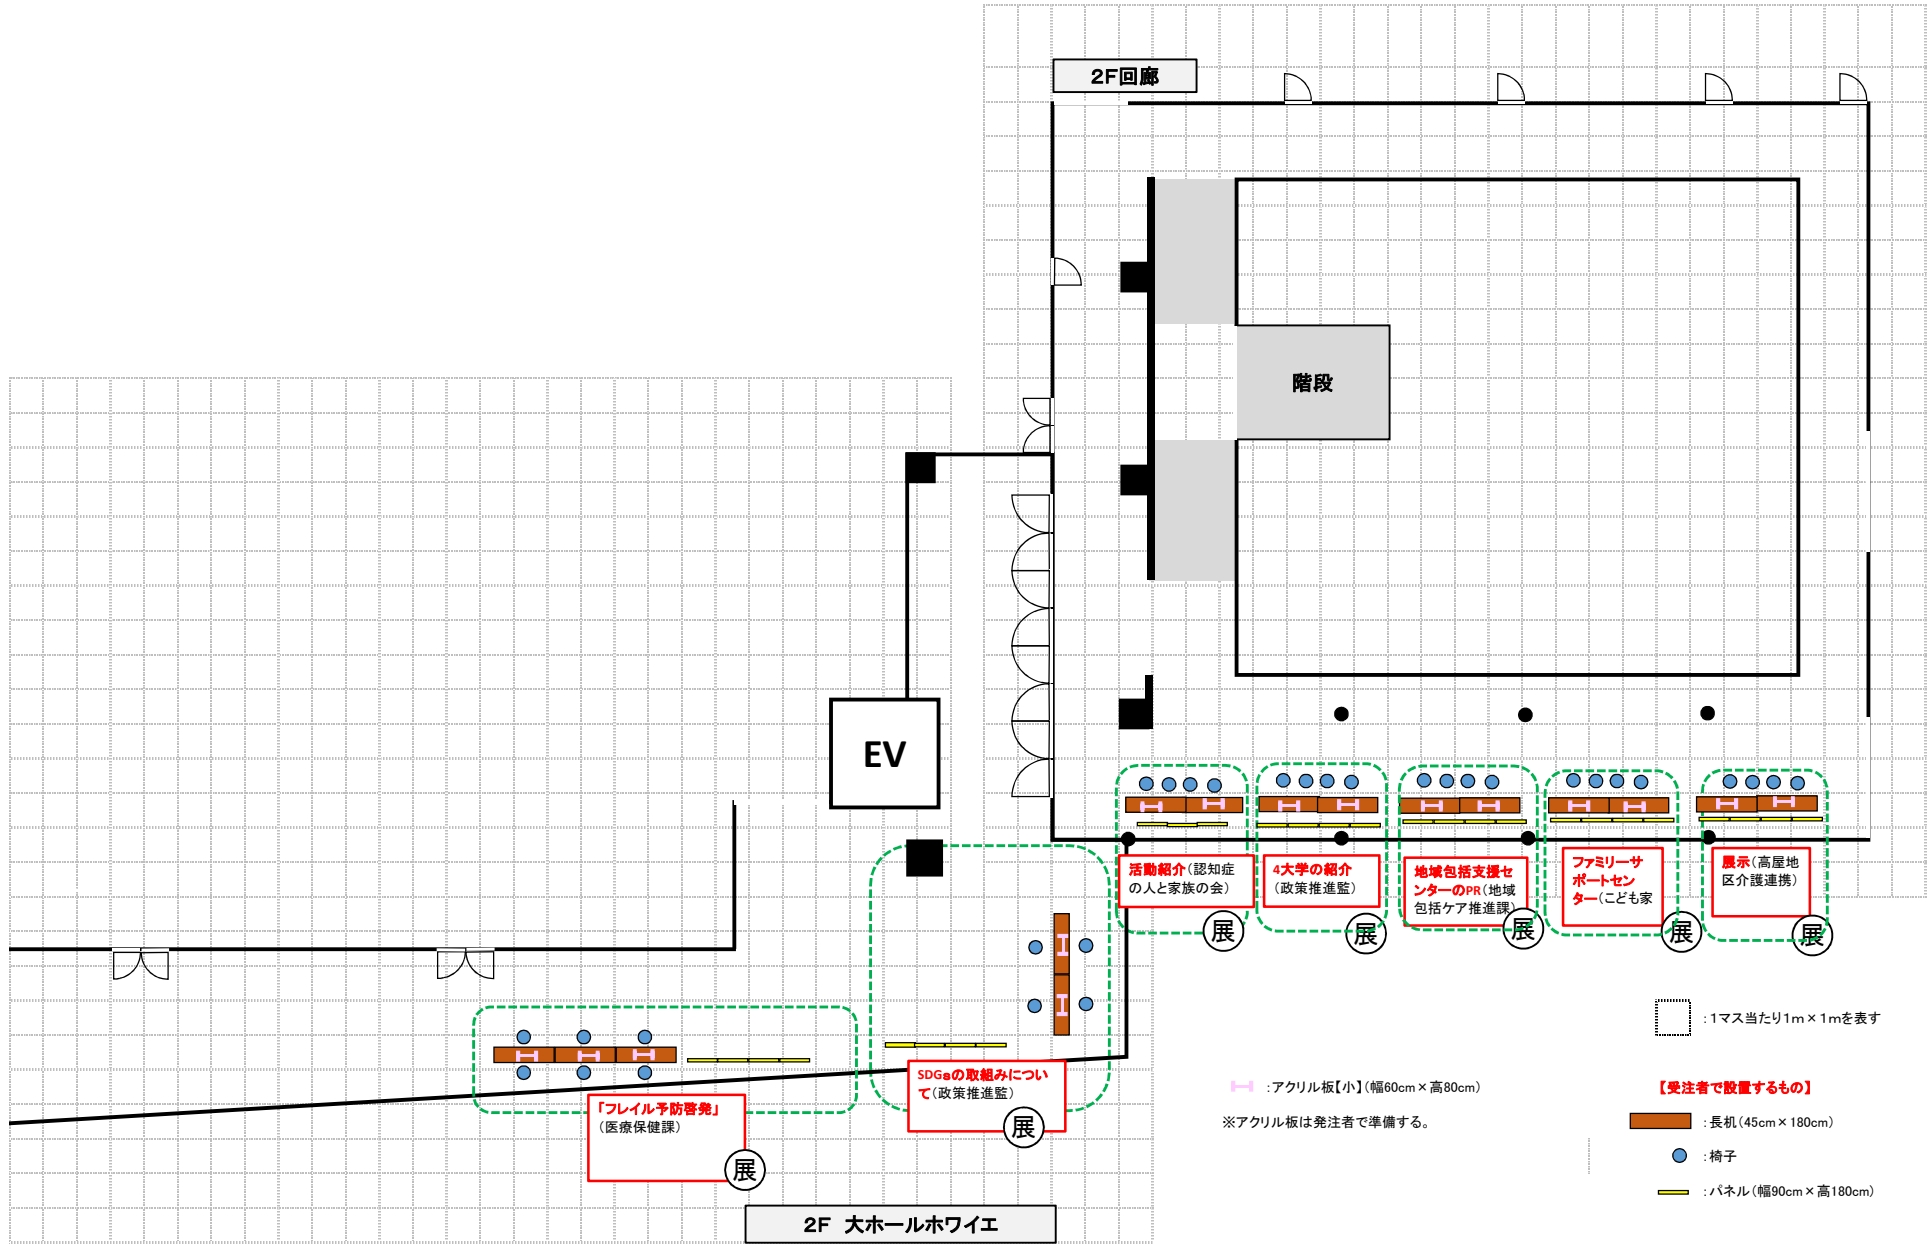 2F回廊
階段
EV
活動紹介(認知症
の人と家族の会)
展
4大学の紹介
(政策推進監)
展
地域包括支援セ
ンターのPR(地域
包括ケア推進課)
展
ファミリーサ
ポートセン
ター(こども家
展
展示(高屋地
区介護連携)
展
SDGsの取組みについ
て(政策推進監)
展
「フレイル予防啓発」
(医療保健課)
展
2F 大ホールホワイエ
:1マス当たり1m×1mを表す
:アクリル板【小】(幅60cm×高80cm)
※アクリル板は発注者で準備する。
【受注者で設置するもの】
:長机(45cm×180cm)
:椅子
:パネル(幅90cm×高180cm)